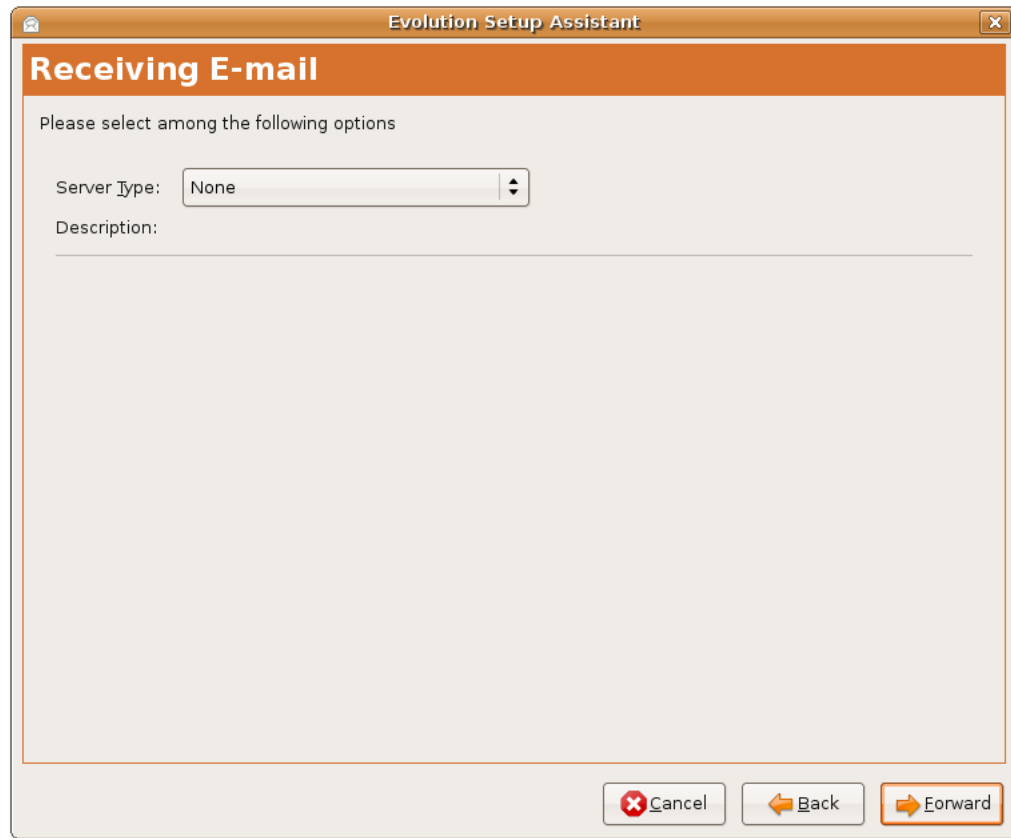 Evolution Setup Assistant
Receiving E-mail
Please select among the following options
Server Type: None
Description:
Cancel Back Forward